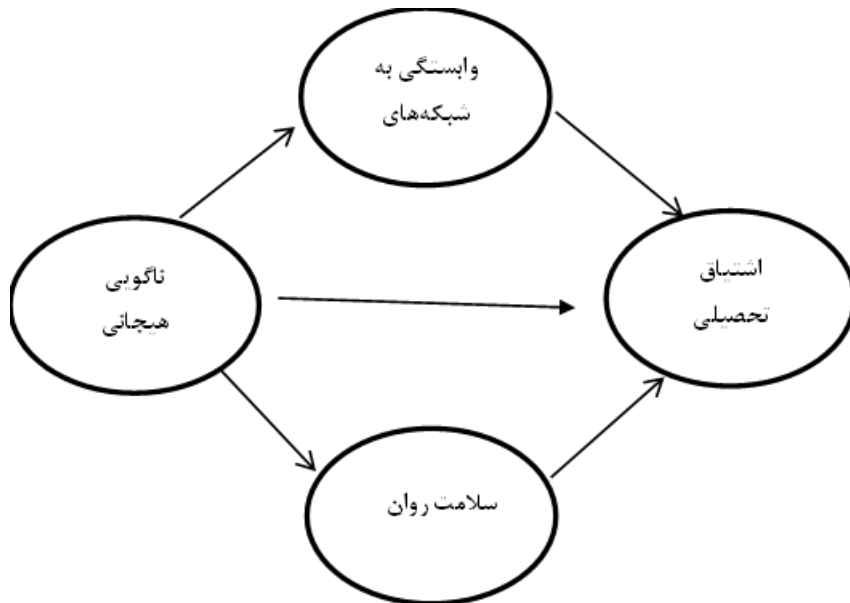 وابستگی به
شبکه‌های
اشتیاق
تحصیلی
ناگویی
هیجانی
سلامت روان